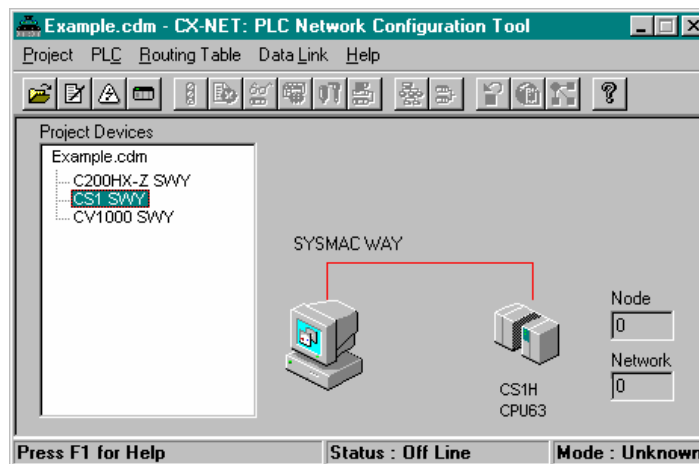 Example.cdm - CX-NET: PLC Network Configuration Tool
Project PLC Routing Table Data Link Help
Project Devices
Example.cdm
C200HX-Z SWY
CS1 SWY
CV1000 SWY
SYSMAC WAY
Node
0
Network
0
CS1H
CPU63
Press F1 for Help Status : Off Line Mode : Unknown